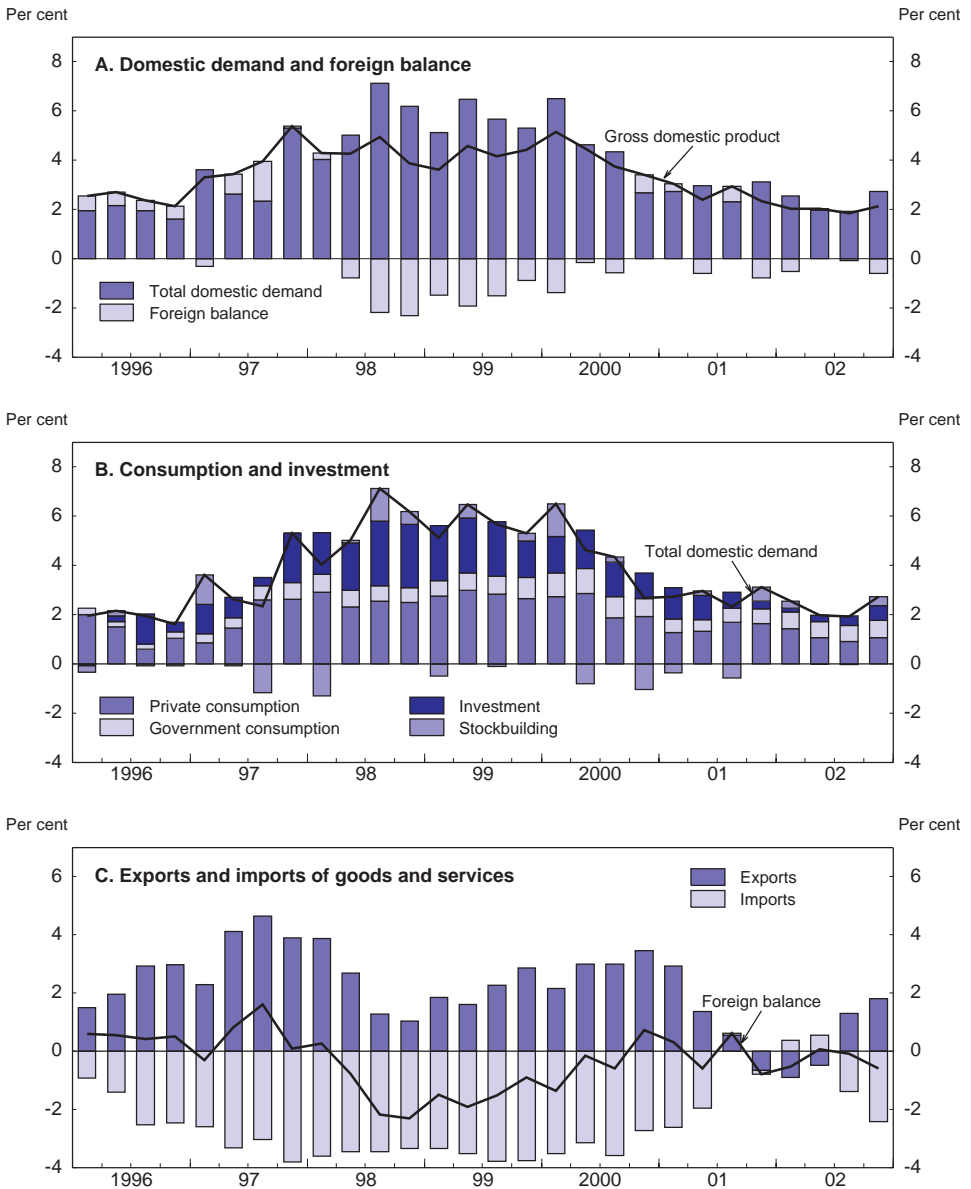 Per cent Per cent
A. Domestic demand and foreign balance
8 8
6 6
Gross domestic product
4 4
2 2
0 0
Total domestic demand
-2 -2
Foreign balance
-4 -4
1996 97 98 99 2000 01 02
Per cent Per cent
B. Consumption and investment
8 8
6 6
Total domestic demand
4 4
2 2
0 0
Private consumption Investment
-2 -2
Government consumption Stockbuilding
-4 -4
1996 97 98 99 2000 01 02
Per cent Per cent
C. Exports and imports of goods and services
6 6
Exports
Imports
4 4
2 2
Foreign balance
0 0
-2 -2
-4 -4
1996 97 98 99 2000 01 02